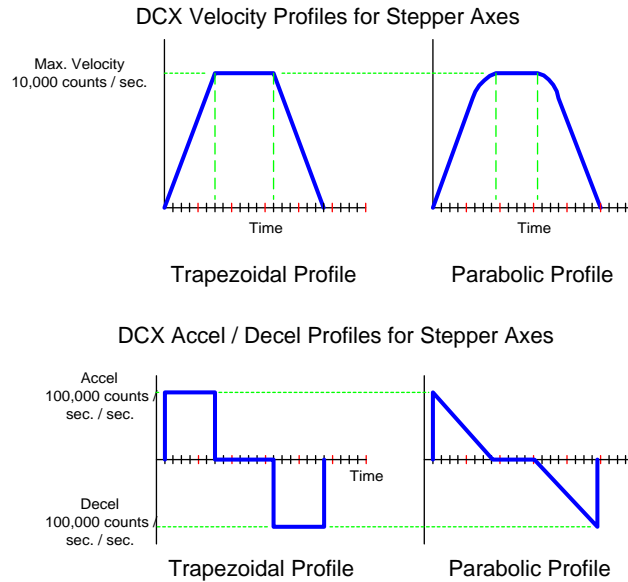 DCX Velocity Profiles for Stepper Axes
Max. Velocity
10,000 counts / sec.
Time
Time
Trapezoidal Profile
Parabolic Profile
DCX Accel / Decel Profiles for Stepper Axes
Accel
100,000 counts /
sec. / sec.
Time
Decel
100,000 counts /
sec. / sec.
Trapezoidal Profile
Parabolic Profile